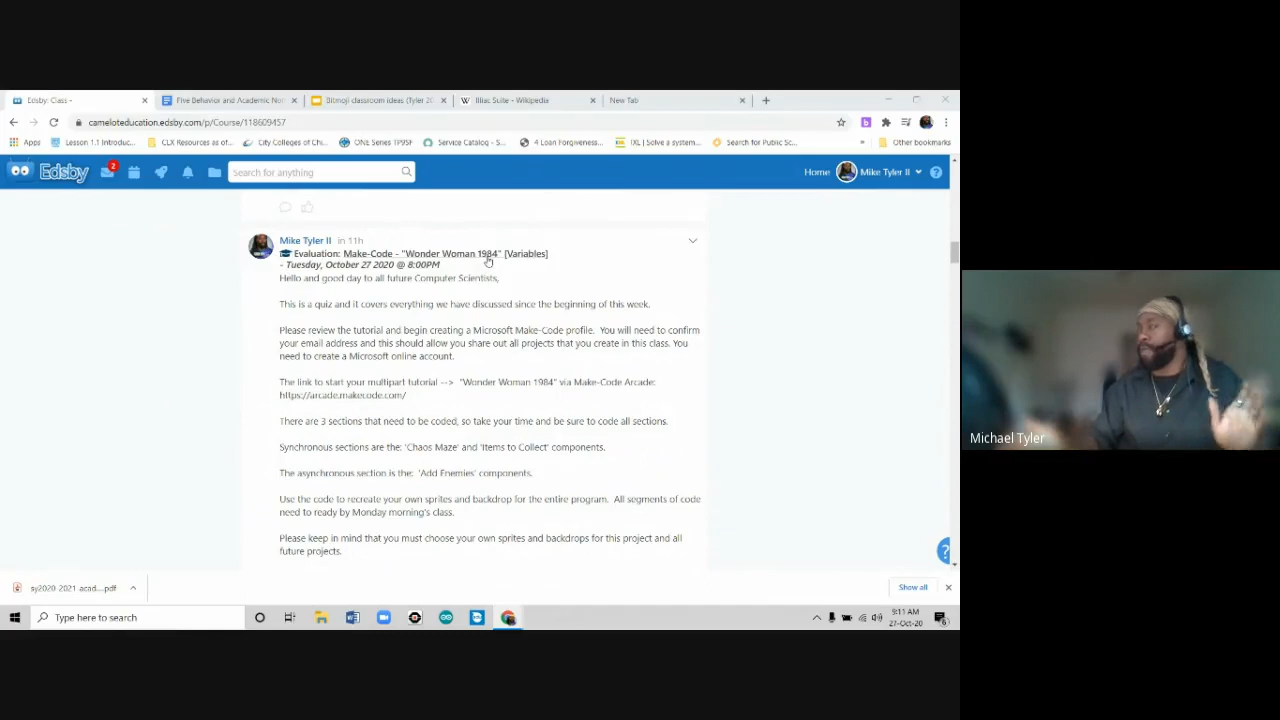 Edsby: Class -
Five Behavior and Academic Nor
Bitmoji classroom ideas (Tyler 20
Illiac Suite - Wikipedia
New Tab
cameloteducation.edsby.com/p/Course/118609457
Apps
Lesson 1.1 Introduc...
CLX Resources as of...
City Colleges of Chi...
ONE Series TP95F
Service Catalog - S...
4 Loan Forgiveness...
IXL | Solve a system...
Search for Public Sc...
»
Other bookmarks
Edsby
2
Search for anything
Home
Mike Tyler II
Mike Tyler II in 11h
Evaluation: Make-Code - "Wonder Woman 1984" [Variables]
- Tuesday, October 27 2020 @ 8:00PM
Hello and good day to all future Computer Scientists,
This is a quiz and it covers everything we have discussed since the beginning of this week.
Please review the tutorial and begin creating a Microsoft Make-Code profile. You will need to confirm
your email address and this should allow you share out all projects that you create in this class. You
need to create a Microsoft online account.
The link to start your multipart tutorial --> "Wonder Woman 1984" via Make-Code Arcade:
https://arcade.makecode.com/
There are 3 sections that need to be coded, so take your time and be sure to code all sections.
Synchronous sections are the: 'Chaos Maze' and 'Items to Collect' components.
The asynchronous section is the: 'Add Enemies' components.
Use the code to recreate your own sprites and backdrop for the entire program. All segments of code
need to ready by Monday morning's class.
Please keep in mind that you must choose your own sprites and backdrops for this project and all
future projects.
Michael Tyler
sy2020-2021-acad....pdf
Show all
Type here to search
9:11 AM
27-Oct-20
6